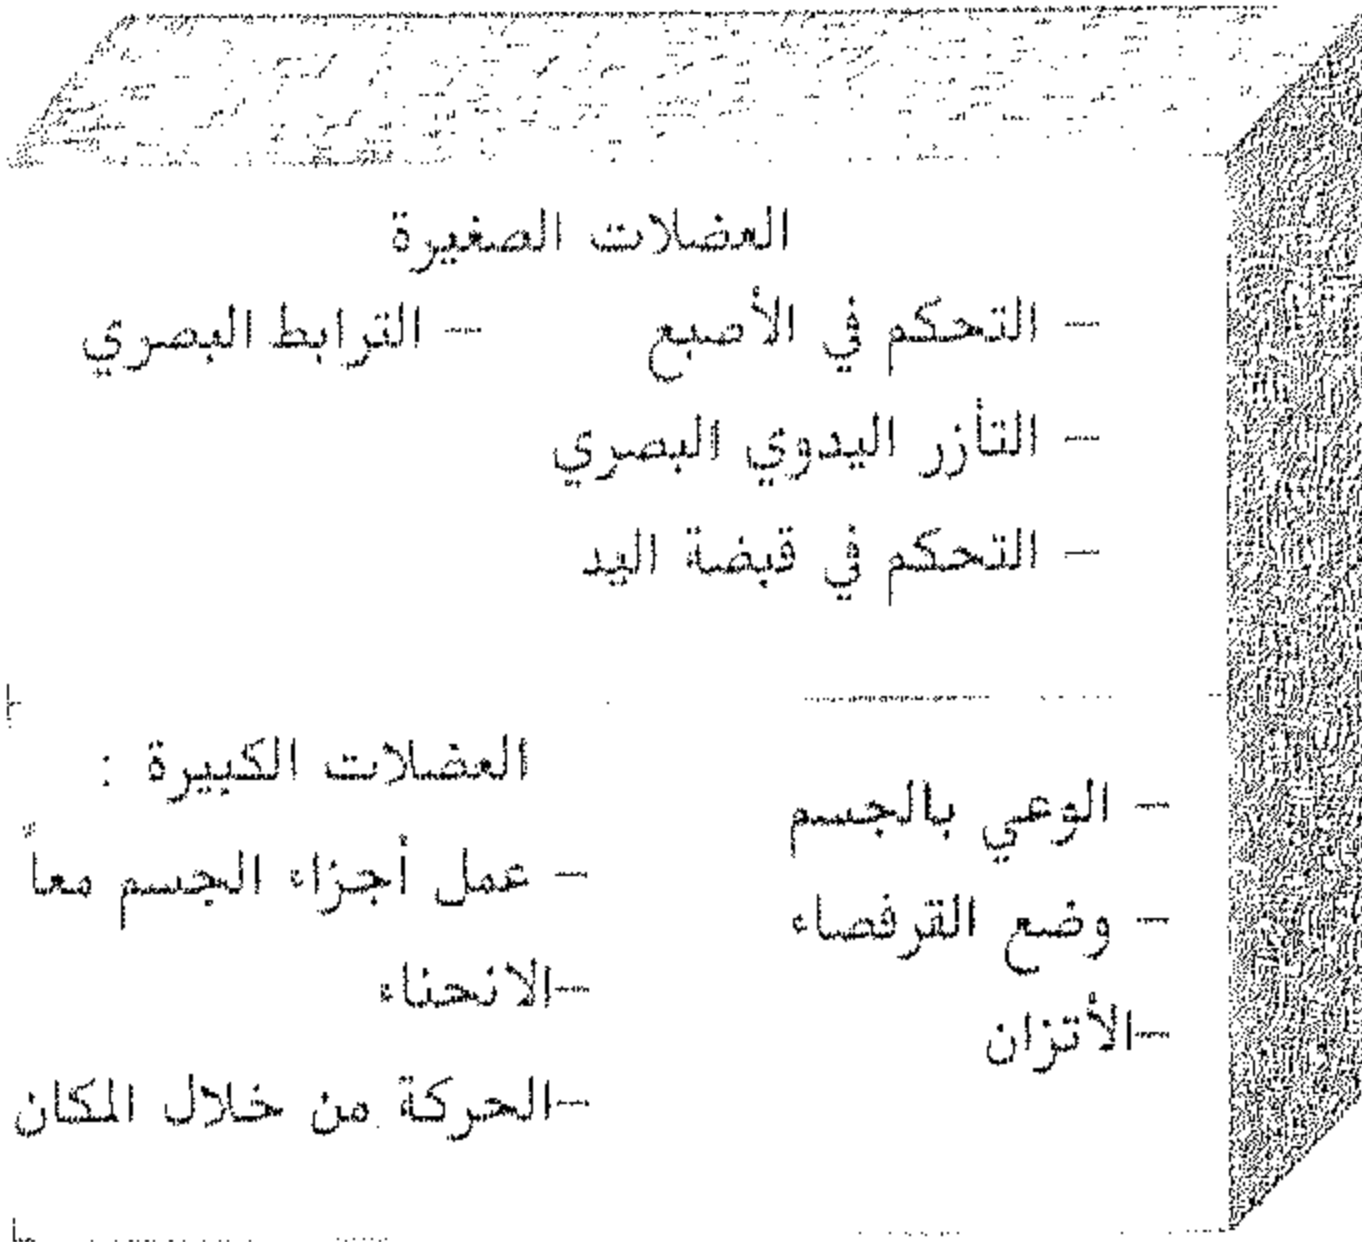 العضلات الصغيرة
– التحكم في الأصبع – الترابط البصري
– التأزر اليدوي البصري
– التحكم في قبضة اليد
العضلات الكبيرة :
– الوعي بالجسم
– وضع القرفصاء
–الأتزان
– عمل أجزاء الجسم معاً
–الانحناء
–الحركة من خلال المكان